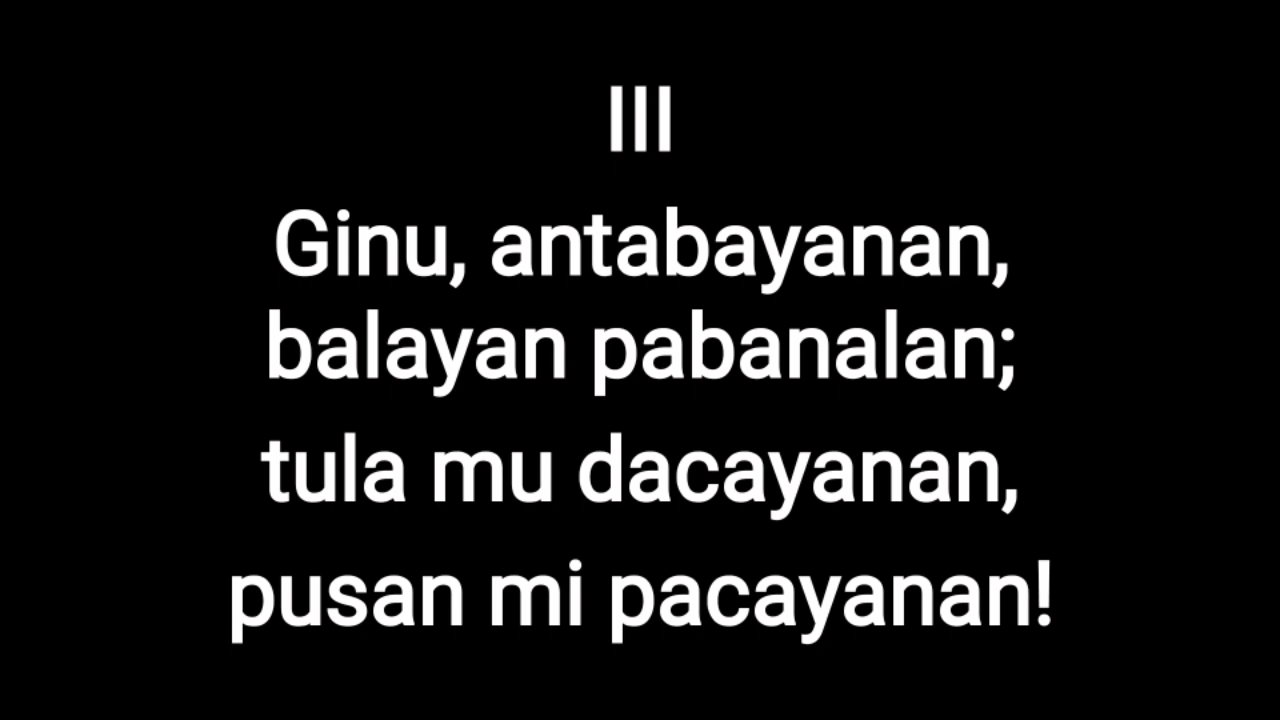 III
Ginu, antabayanan,
balayan pabanalan;
tula mu dacayanan,
pusan mi pacayanan!